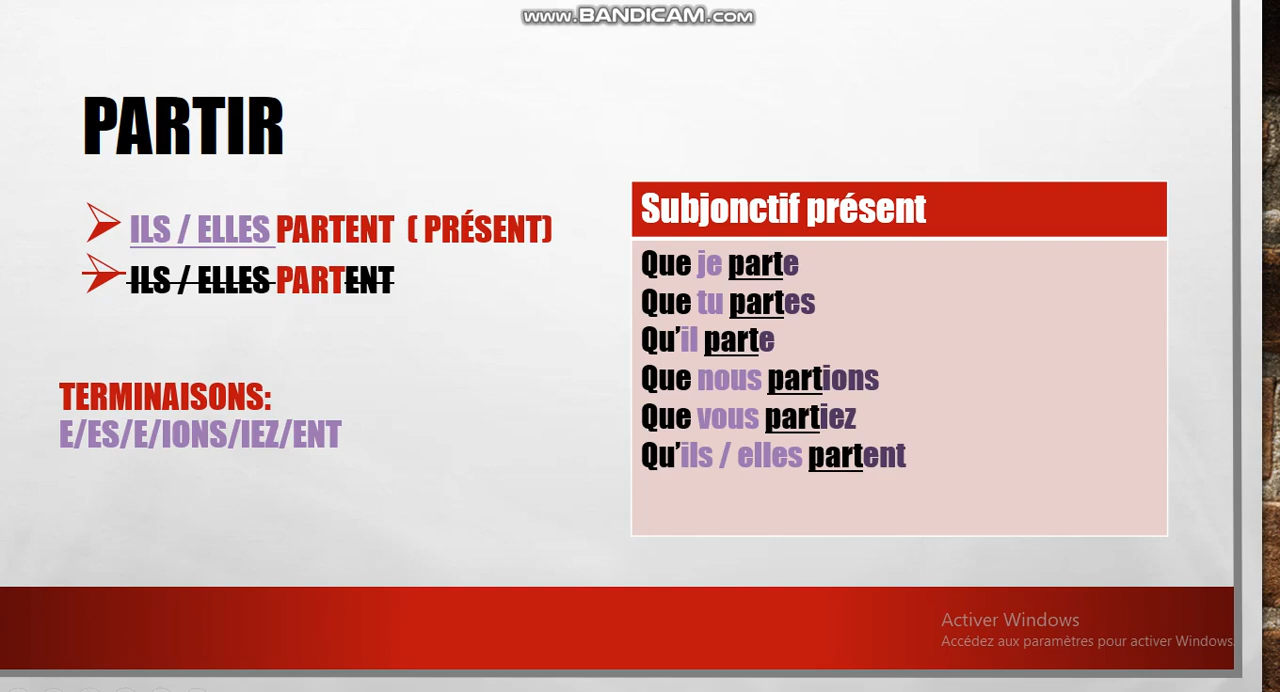 www.BANDICAM.com
PARTIR
ILS / ELLES PARTENT ( PRÉSENT)
ILS / ELLES PARTENT
TERMINAISONS:
E/ES/E/IONS/IEZ/ENT
Subjonctif présent
Que je parte
Que tu partes
Qu'il parte
Que nous partions
Que vous partiez
Qu'ils / elles partent
Activer Windows
Accédez aux paramètres pour activer Windows.